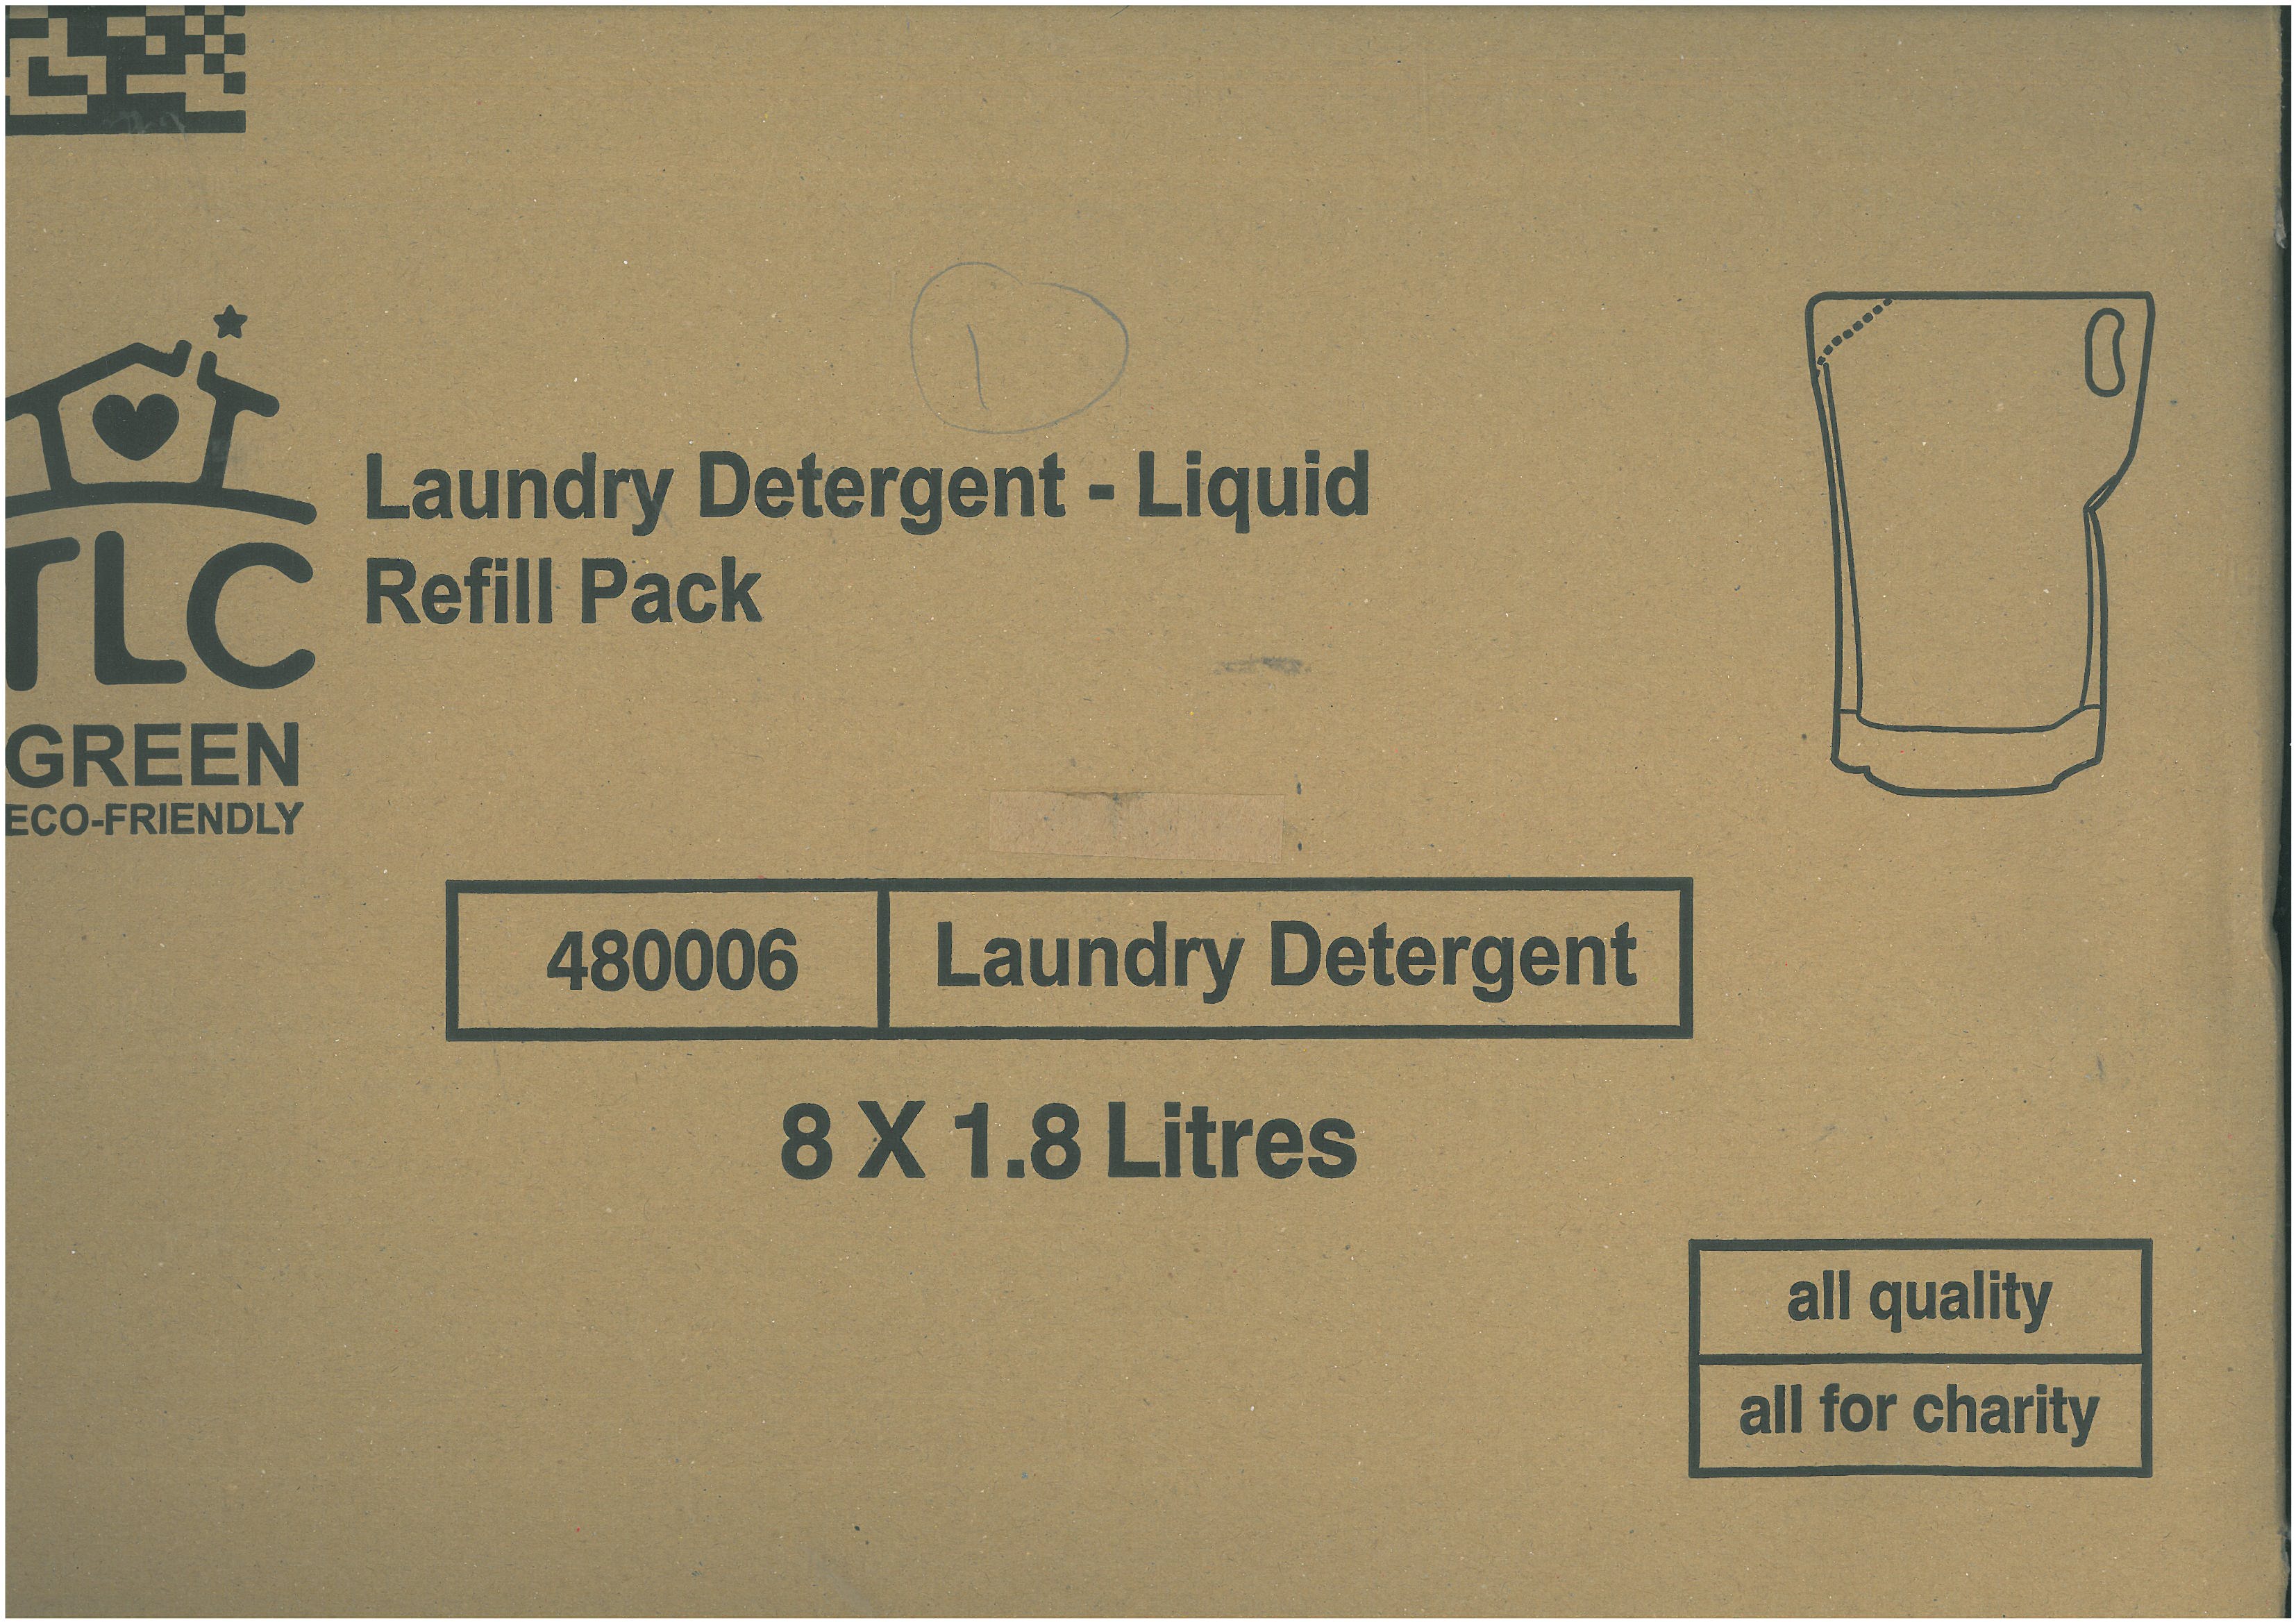 1
Laundry Detergent - Liquid
Refill Pack
TLC
GREEN
ECO-FRIENDLY
480006 Laundry Detergent
8 X 1.8 Litres
all quality
all for charity